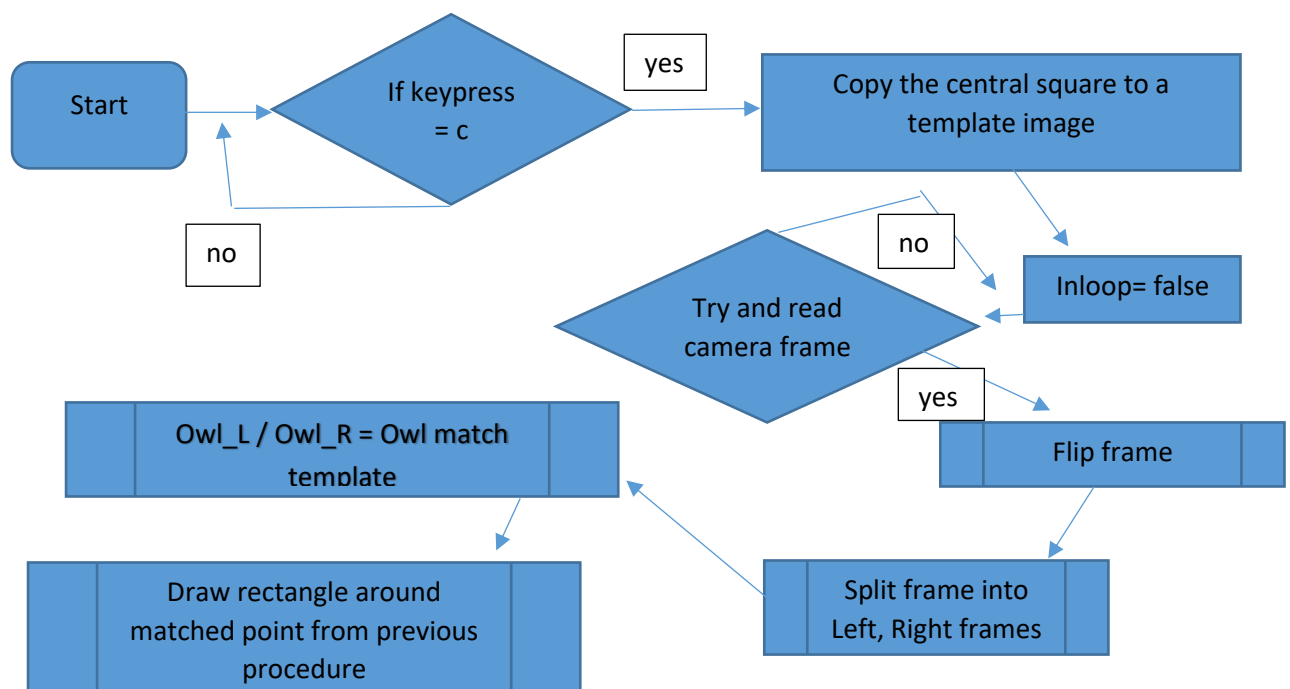 Start
If keypress
= c
yes
Copy the central square to a
template image
no
no
Inloop= false
Try and read
camera frame
yes
Flip frame
Owl_L / Owl_R = Owl match
template
Split frame into
Left, Right frames
Draw rectangle around
matched point from previous
procedure